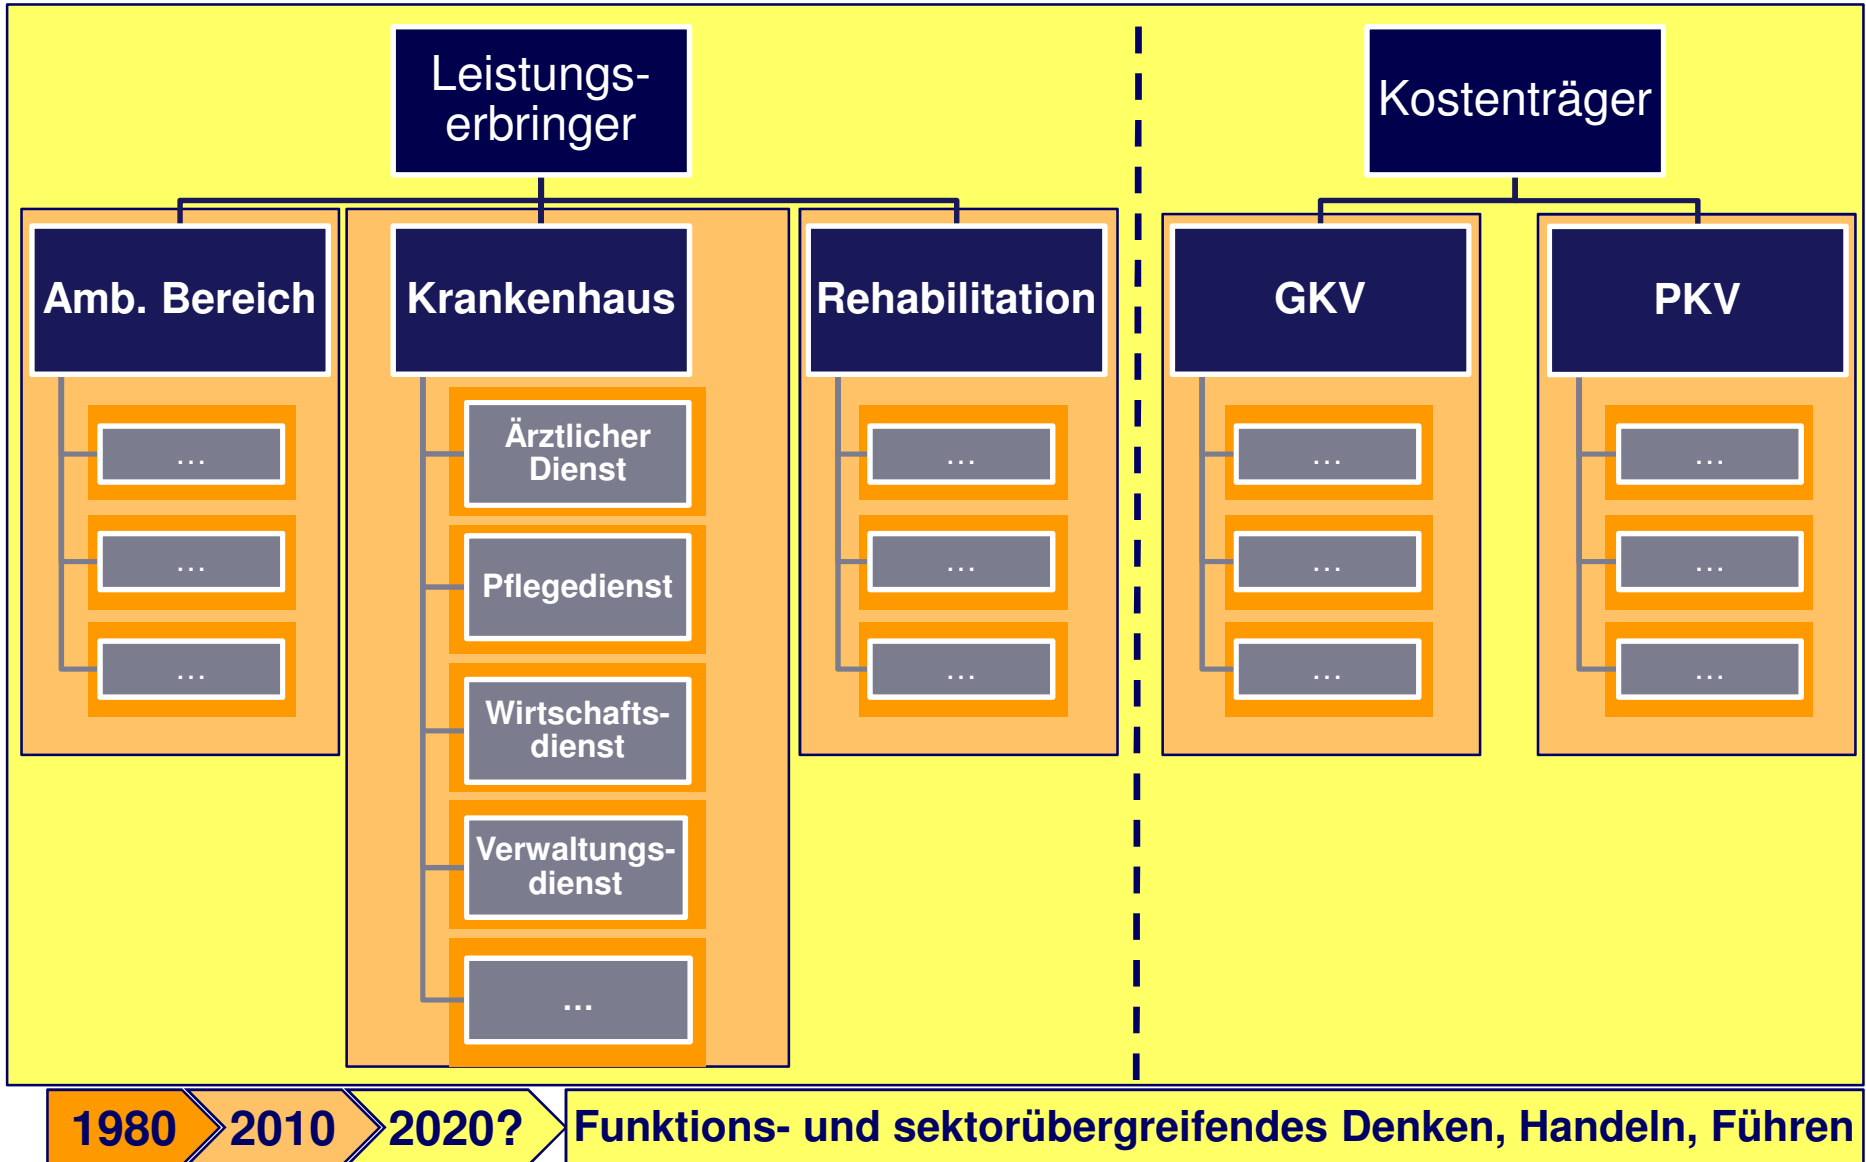 Leistungs-
erbringer
Kostenträger
Amb. Bereich
Krankenhaus
Rehabilitation
GKV
PKV
...
...
...
Ärztlicher
Dienst
Pflegedienst
Wirtschafts-
dienst
Verwaltungs-
dienst
...
...
...
...
...
...
...
...
...
...
1980
2010
2020?
Funktions- und sektorübergreifendes Denken, Handeln, Führen